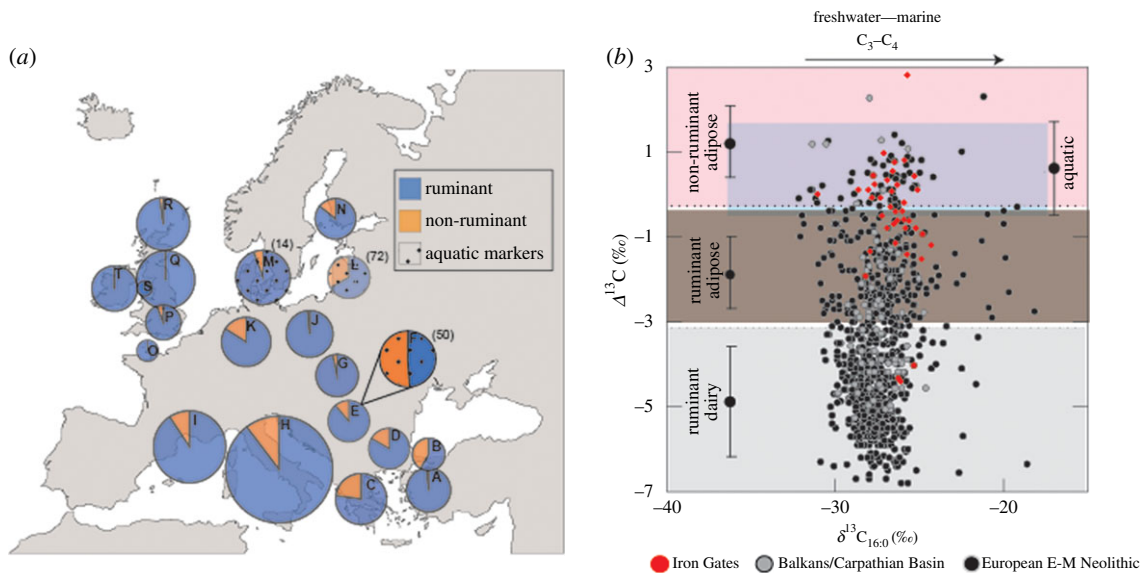 (a)
R
T
Q
S
P
O
N
(14)
M
(72)
L
K
J
G
(50)
F
E
I
H
D
B
C
A
ruminant
non-ruminant
aquatic markers
(b)
freshwater—marine
C3–C4
3
1
–1
–3
–5
–7
Δ13C (‰)
non-ruminant
adipose
aquatic
ruminant
adipose
ruminant
dairy
–40
–30
–20
δ13C16:0 (‰)
Iron Gates
Balkans/Carpathian Basin
European E-M Neolithic